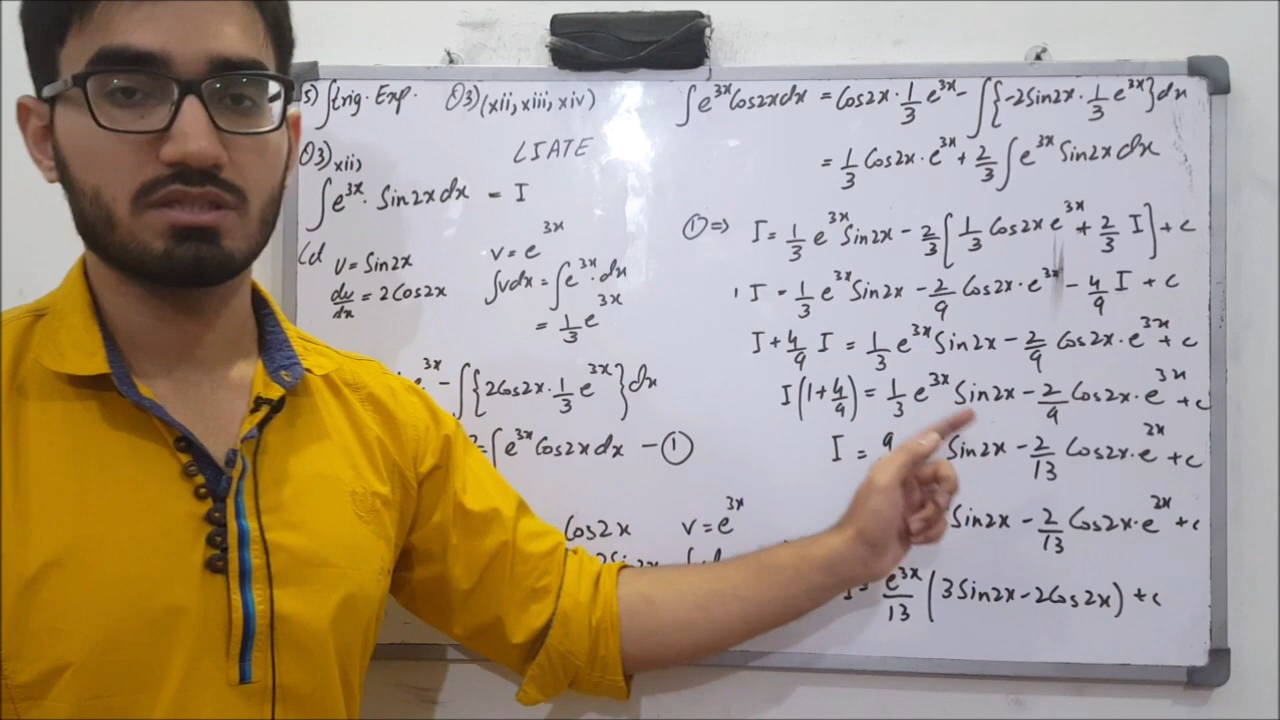 5) ∫trig. Exp. Q3)(xii, xiii, xiv)
Q3)xii)
LIATE
∫e^3x. Sin2x dx = I
U = Sin2x V = e^3x
du/dx = 2Cos2x ∫vdx = ∫e^3x. dx
= 1/3 e^3x
e^3x - ∫{2Cos2x. 1/3 e^3x}dx
∫e^3x Cos2x dx - ①
Cos2x V = e^3x
∫e^3x Cos2x dx = Cos2x. 1/3 e^3x - ∫{-2Sin2x. 1/3 e^3x}dx
= 1/3 Cos2x. e^3x + 2/3 ∫e^3x Sin2x dx
① ⇒ I = 1/3 e^3x Sin2x - 2/3 [1/3 Cos2x e^3x + 2/3 I] + c
I = 1/3 e^3x Sin2x - 2/9 Cos2x. e^3x - 4/9 I + c
I + 4/9 I = 1/3 e^3x Sin2x - 2/9 Cos2x. e^3x + c
I(1 + 4/9) = 1/3 e^3x Sin2x - 2/9 Cos2x. e^3x + c
I = 9 Sin2x - 2/13 Cos2x. e^2x + c
Sin2x - 2/13 Cos2x. e^2x + c
I = e^3x/13 (3Sin2x - 2Cos2x) + c